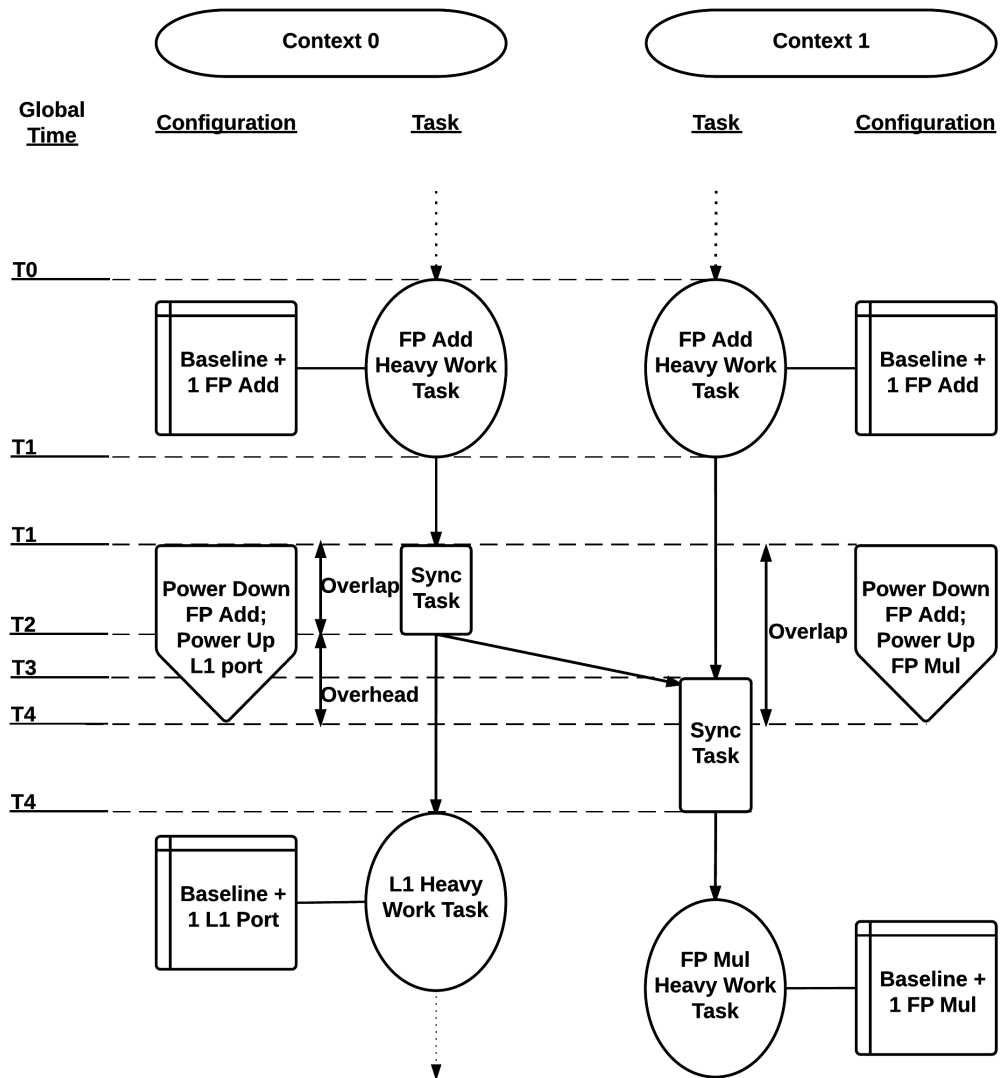 Context 0
Context 1
Global
Time
Configuration
Task
Task
Configuration
T0
FP Add
Heavy Work
Task
FP Add
Heavy Work
Task
Baseline +
1 FP Add
Baseline +
1 FP Add
T1
T1
Power Down
FP Add;
Power Up
L1 port
Overlap
Sync
Task
Overlap
Power Down
FP Add;
Power Up
FP Mul
T2
T3
Overhead
T4
Sync
Task
T4
Baseline +
1 L1 Port
L1 Heavy
Work Task
FP Mul
Heavy Work
Task
Baseline +
1 FP Mul